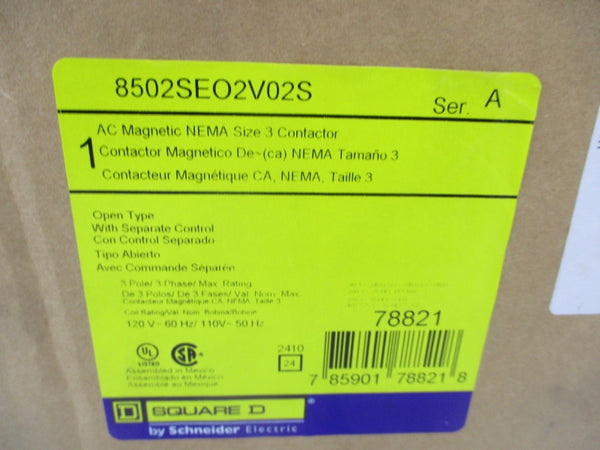 8502SEO2V02S
Ser. A
1
AC Magnetic NEMA Size 3 Contactor
Contactor Magnetico De~(ca) NEMA Tamaño 3
Contacteur Magnétique CA, NEMA, Taille 3
Open Type
With Separate Control
Con Control Separado
Tipo Abierto
Avec Commande Séparée
3 Pole/ 3 Phase/ Max. Rating
De 3 Polos/ De 3 Fases/ Val. Nom. Max.
Contacteur Magnétique CA, NEMA, Taille 3
Coil Rating/Val. Nom. Bobina/Bobine
120 V~ 60 Hz/ 110V~ 50 Hz
78821
UL
LISTED
SA
2410
24
Assembled in Mexico
Ensamblado en México
Assemblé au Mexique
7 85901 78821 8
D SQUARE D ®
by Schneider Electric